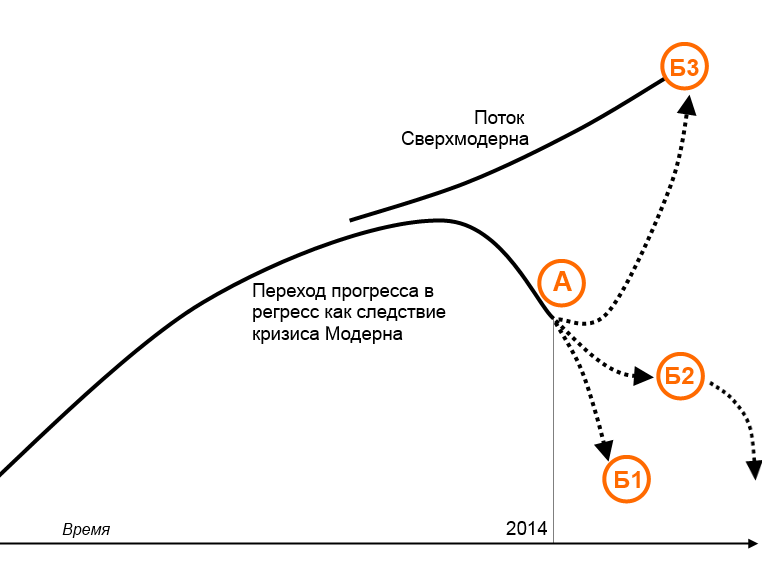 Б3
Поток
Сверхмодерна
А
Переход прогресса в
регресс как следствие
кризиса Модерна
Б2
Б1
Время
2014